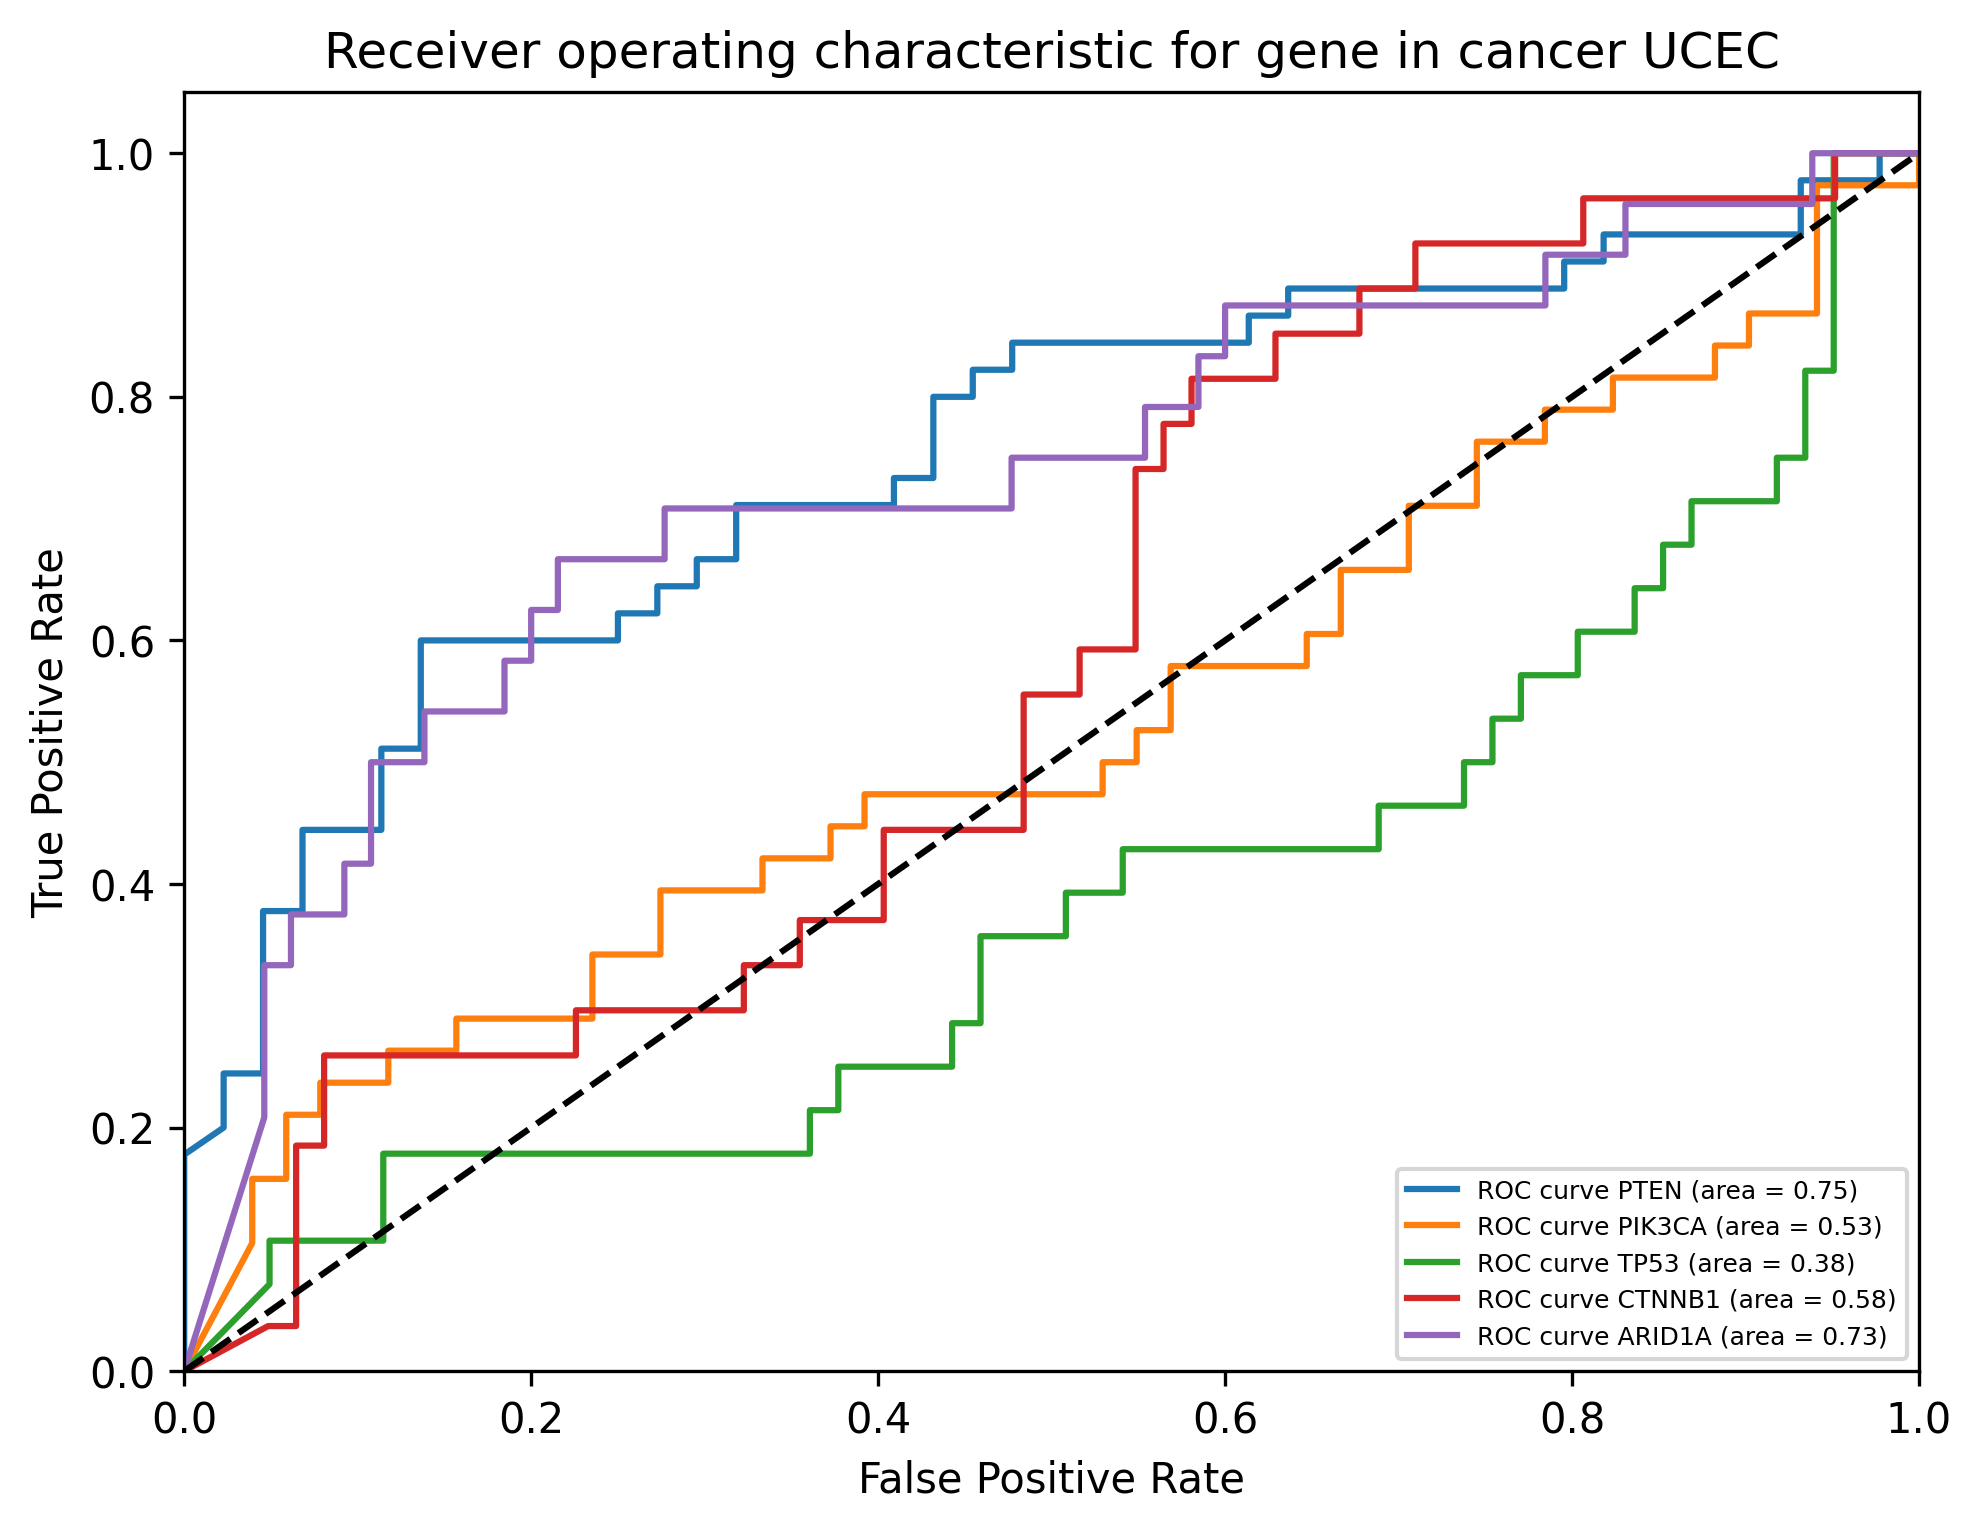 Receiver operating characteristic for gene in cancer UCEC
1.0
0.8
0.6
0.4
0.2
0.0
True Positive Rate
ROC curve PTEN (area = 0.75)
ROC curve PIK3CA (area = 0.53)
ROC curve TP53 (area = 0.38)
ROC curve CTNNB1 (area = 0.58)
ROC curve ARID1A (area = 0.73)
0.0 0.2 0.4 0.6 0.8 1.0
False Positive Rate